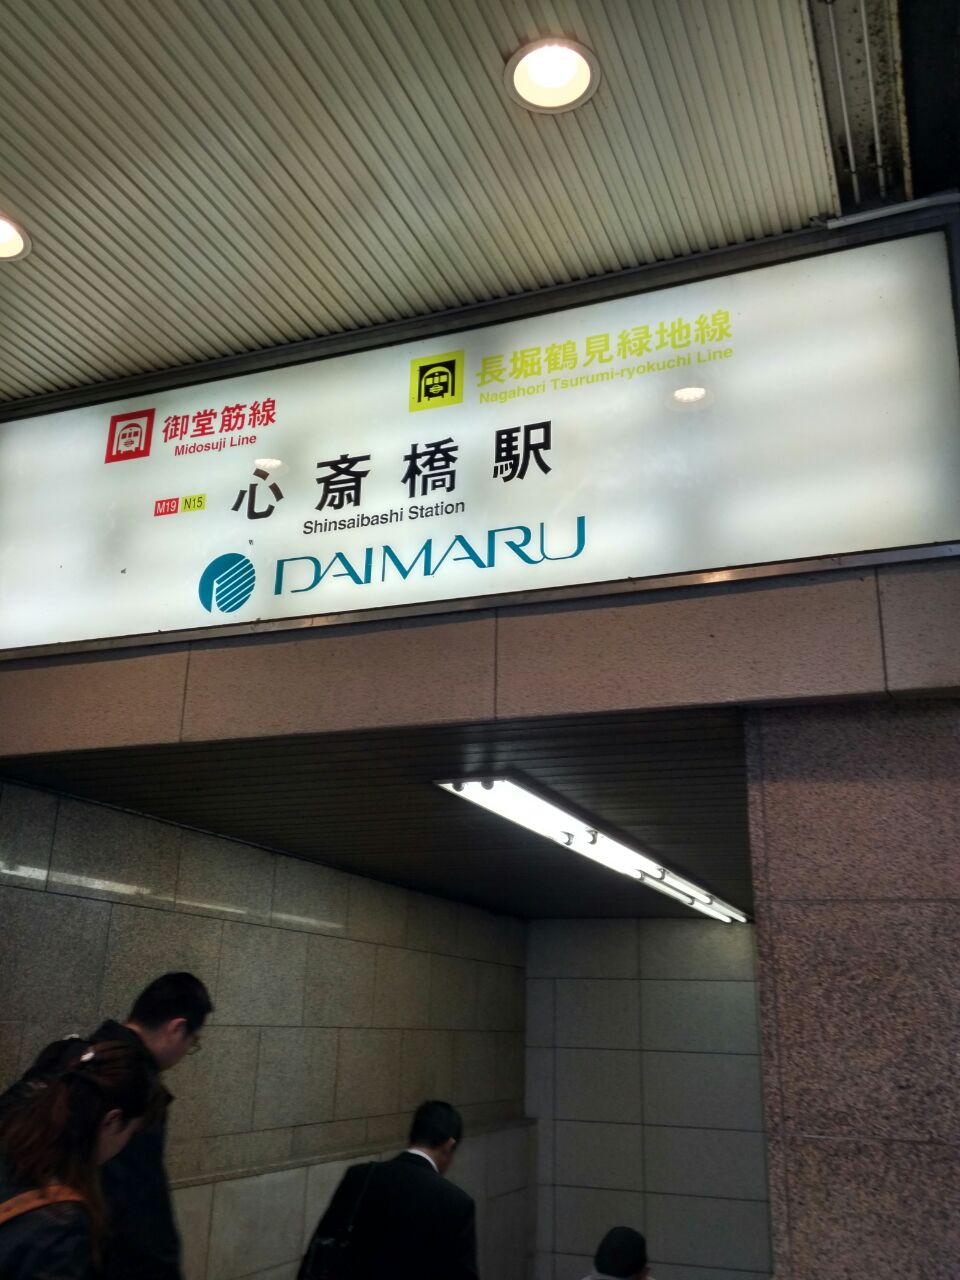 御堂筋線
Midosuji Line
長堀鶴見緑地線
Nagahori Tsurumi-ryokuchi Line
M19 N15 心斎橋駅
Shinsaibashi Station
DAIMARU